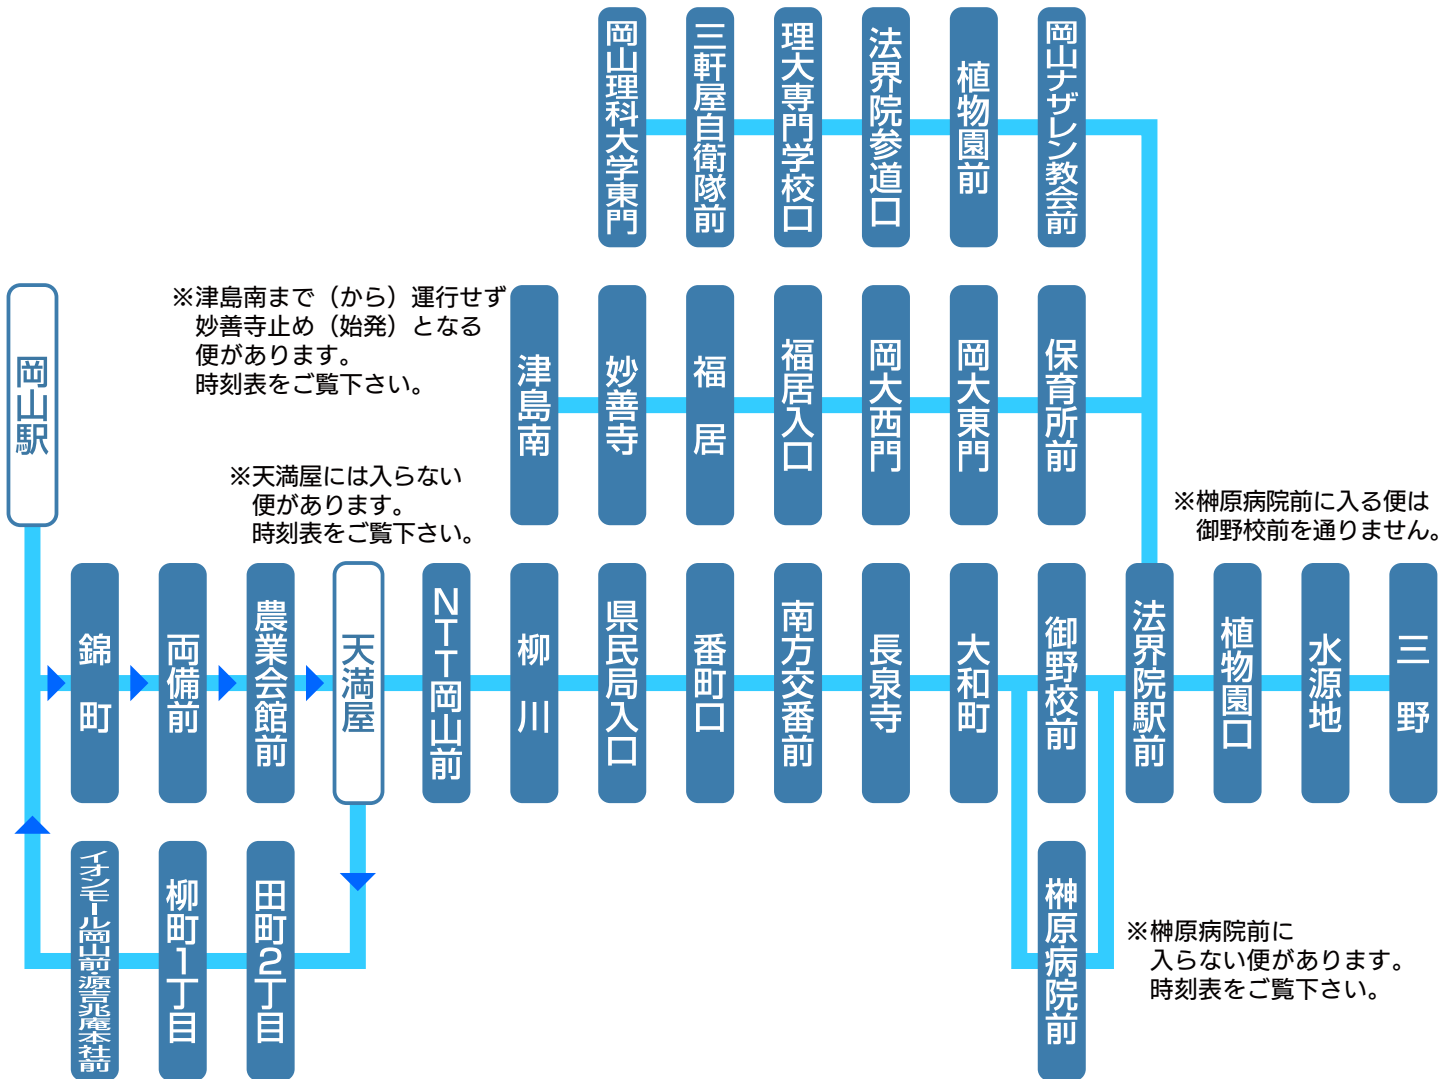 岡山理科大学東門
三軒屋自衛隊前
理大専門学校口
法界院参道口
植物園前
岡山ナザレン教会前
岡山駅
※津島南まで（から）運行せず
妙善寺止め（始発）となる
便があります。
時刻表をご覧下さい。
津島南
妙善寺
福居
福居入口
岡大西門
岡大東門
保育所前
※天満屋には入らない
便があります。
時刻表をご覧下さい。
※榊原病院前に入る便は
御野校前を通りません。
錦町
両備前
農業会館前
天満屋
NTT岡山前
柳川
県民局入口
番町口
南方交番前
長泉寺
大和町
御野校前
法界院駅前
植物園口
水源地
三野
イオンモール岡山前・源吉兆庵本社前
柳町1丁目
田町2丁目
榊原病院前
※榊原病院前に
入らない便があります。
時刻表をご覧下さい。